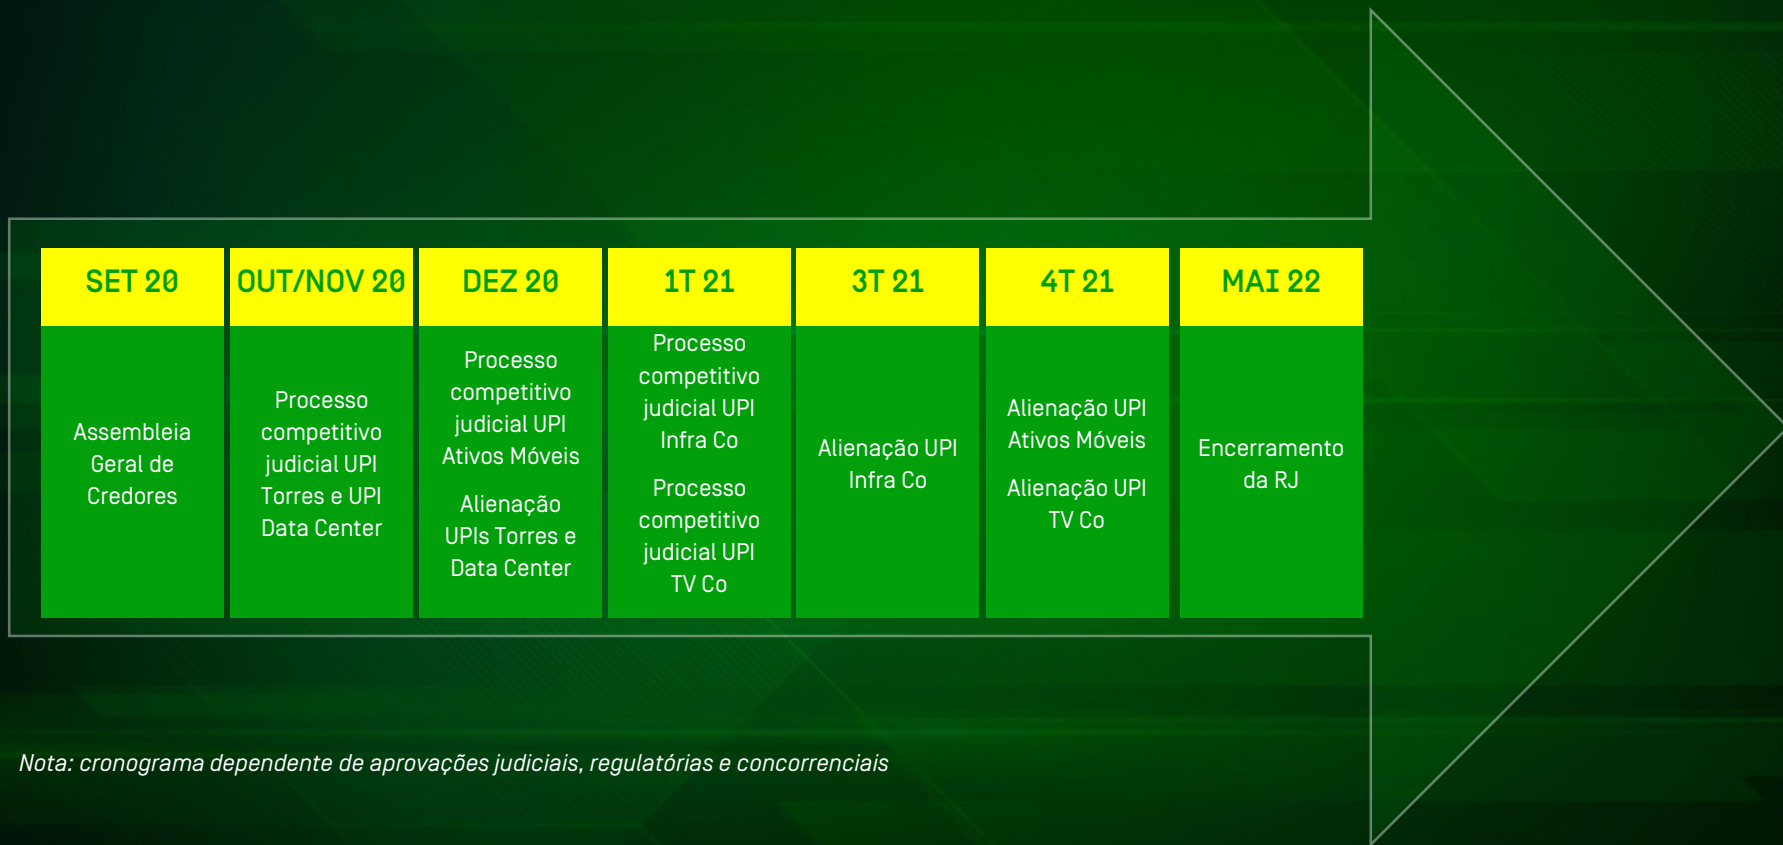 SET 20
Assembleia
Geral de
Credores
OUT/NOV 20
Processo
competitivo
judicial UPI
Torres e UPI
Data Center
DEZ 20
Processo
competitivo
judicial UPI
Ativos Móveis
Alienação
UPIs Torres e
Data Center
1T 21
Processo
competitivo
judicial UPI
Infra Co
Processo
competitivo
judicial UPI
TV Co
3T 21
Alienação UPI
Infra Co
4T 21
Alienação UPI
Ativos Móveis
Alienação UPI
TV Co
MAI 22
Encerramento
da RJ
Nota: cronograma dependente de aprovações judiciais, regulatórias e concorrenciais